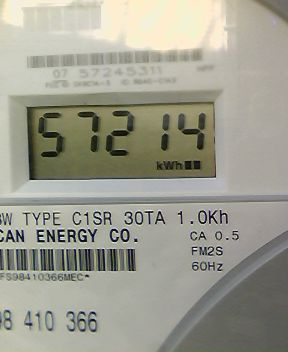 07 57245311
57214
kWh
3W TYPE C1SR 30TA 1.0Kh
CAN ENERGY CO. CA 0.5
FM2S
FS98410366MEC* 60Hz
98 410 366